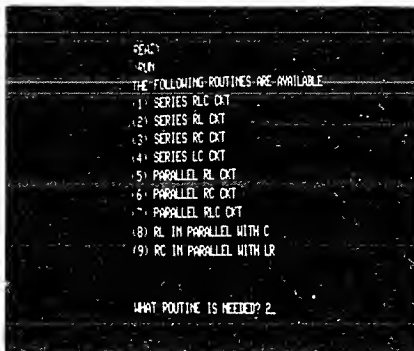 READY
RUN
THE FOLLOWING ROUTINES ARE AVAILABLE
(1) SERIES RLC CKT
(2) SERIES RL CKT
(3) SERIES RC CKT
(4) SERIES LC CKT
(5) PARALLEL RL CKT
(6) PARALLEL RC CKT
(7) PARALLEL RLC CKT
(8) RL IN PARALLEL WITH C
(9) RC IN PARALLEL WITH LR
WHAT ROUTINE IS NEEDED? 2_